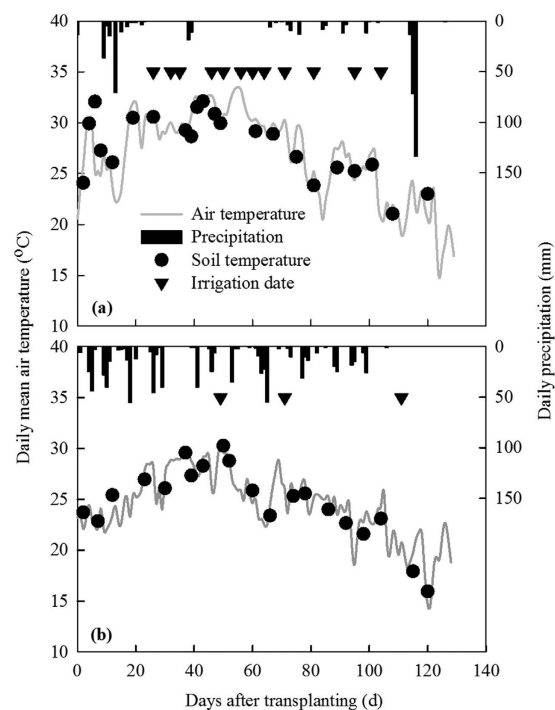 40
35
30
25
20
15
10
0
50
100
150
Air temperature
Precipitation
Soil temperature
Irrigation date
(a)
40
35
30
25
20
15
10
0
50
100
150
(b)
0 20 40 60 80 100 120 140
Days after transplanting (d)
Daily mean air temperature (°C)
Daily precipitation (mm)